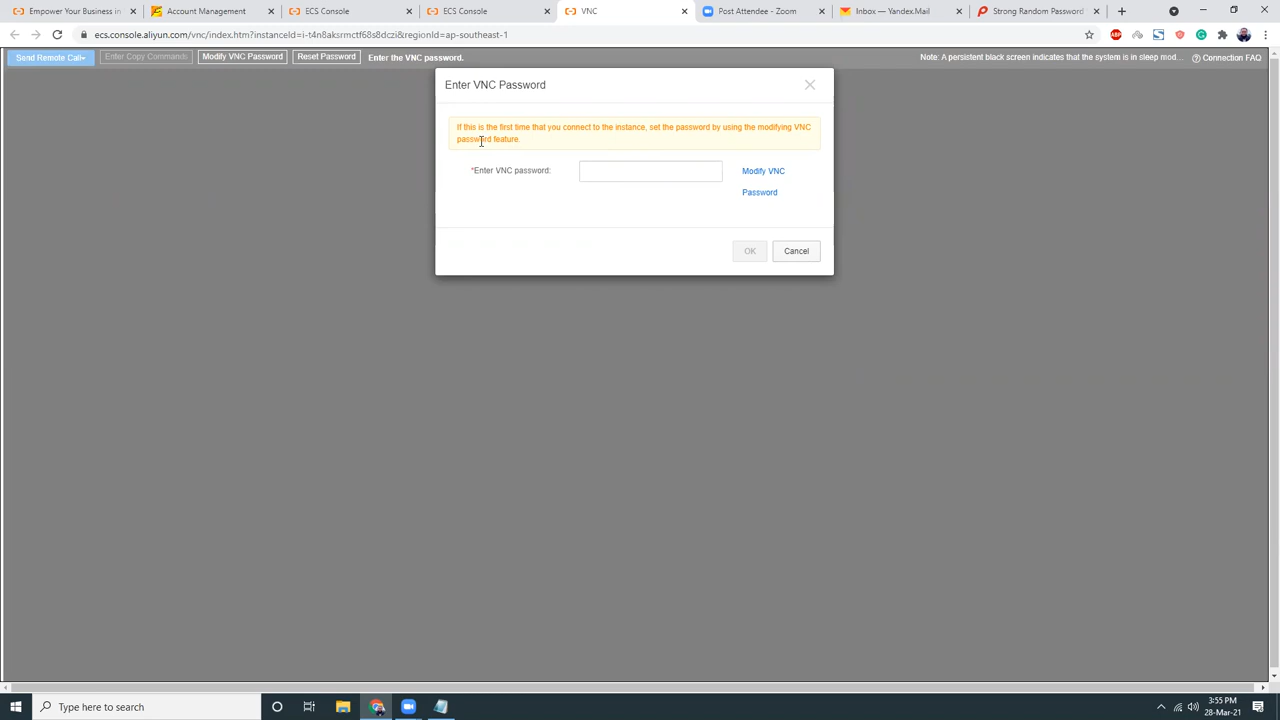 Empower Your Business in
Account Management
ECS Console
ECS Console
VNC
Post Attendee - Zoom
Inbox — Yandex.Mail
Strong Random Password
ecs.console.aliyun.com/vnc/index.htm?instanceId=i-t4n8aksrmctf68s8dczi&regionId=ap-southeast-1
Send Remote Call
Enter Copy Commands
Modify VNC Password
Reset Password
Enter the VNC password.
Note: A persistent black screen indicates that the system is in sleep mod...
Connection FAQ
Enter VNC Password
If this is the first time that you connect to the instance, set the password by using the modifying VNC
password feature.
*Enter VNC password:
Modify VNC
Password
OK
Cancel
Type here to search
3:55 PM
28-Mar-21